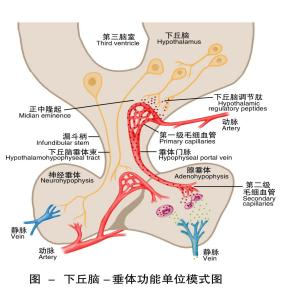 第三脑室
Third ventricle
下丘脑
Hypothalamus
下丘脑调节肽
Hypothalamic
regulatory peptides
正中隆起
Midian eminence
漏斗柄
Infundibular stem
下丘脑垂体束
Hypothalamohypophyseal tract
动脉
Artery
第一级毛细血管
Primary capillaries
垂体门脉
Hypophyseal portal vein
神经垂体
Neurohypophysis
腺垂体
Adenohypophysis
第二级
毛细血管
Secondary
capillaries
静脉
Vein
动脉
Artery
静脉
Vein
图 – 下丘脑–垂体功能单位模式图